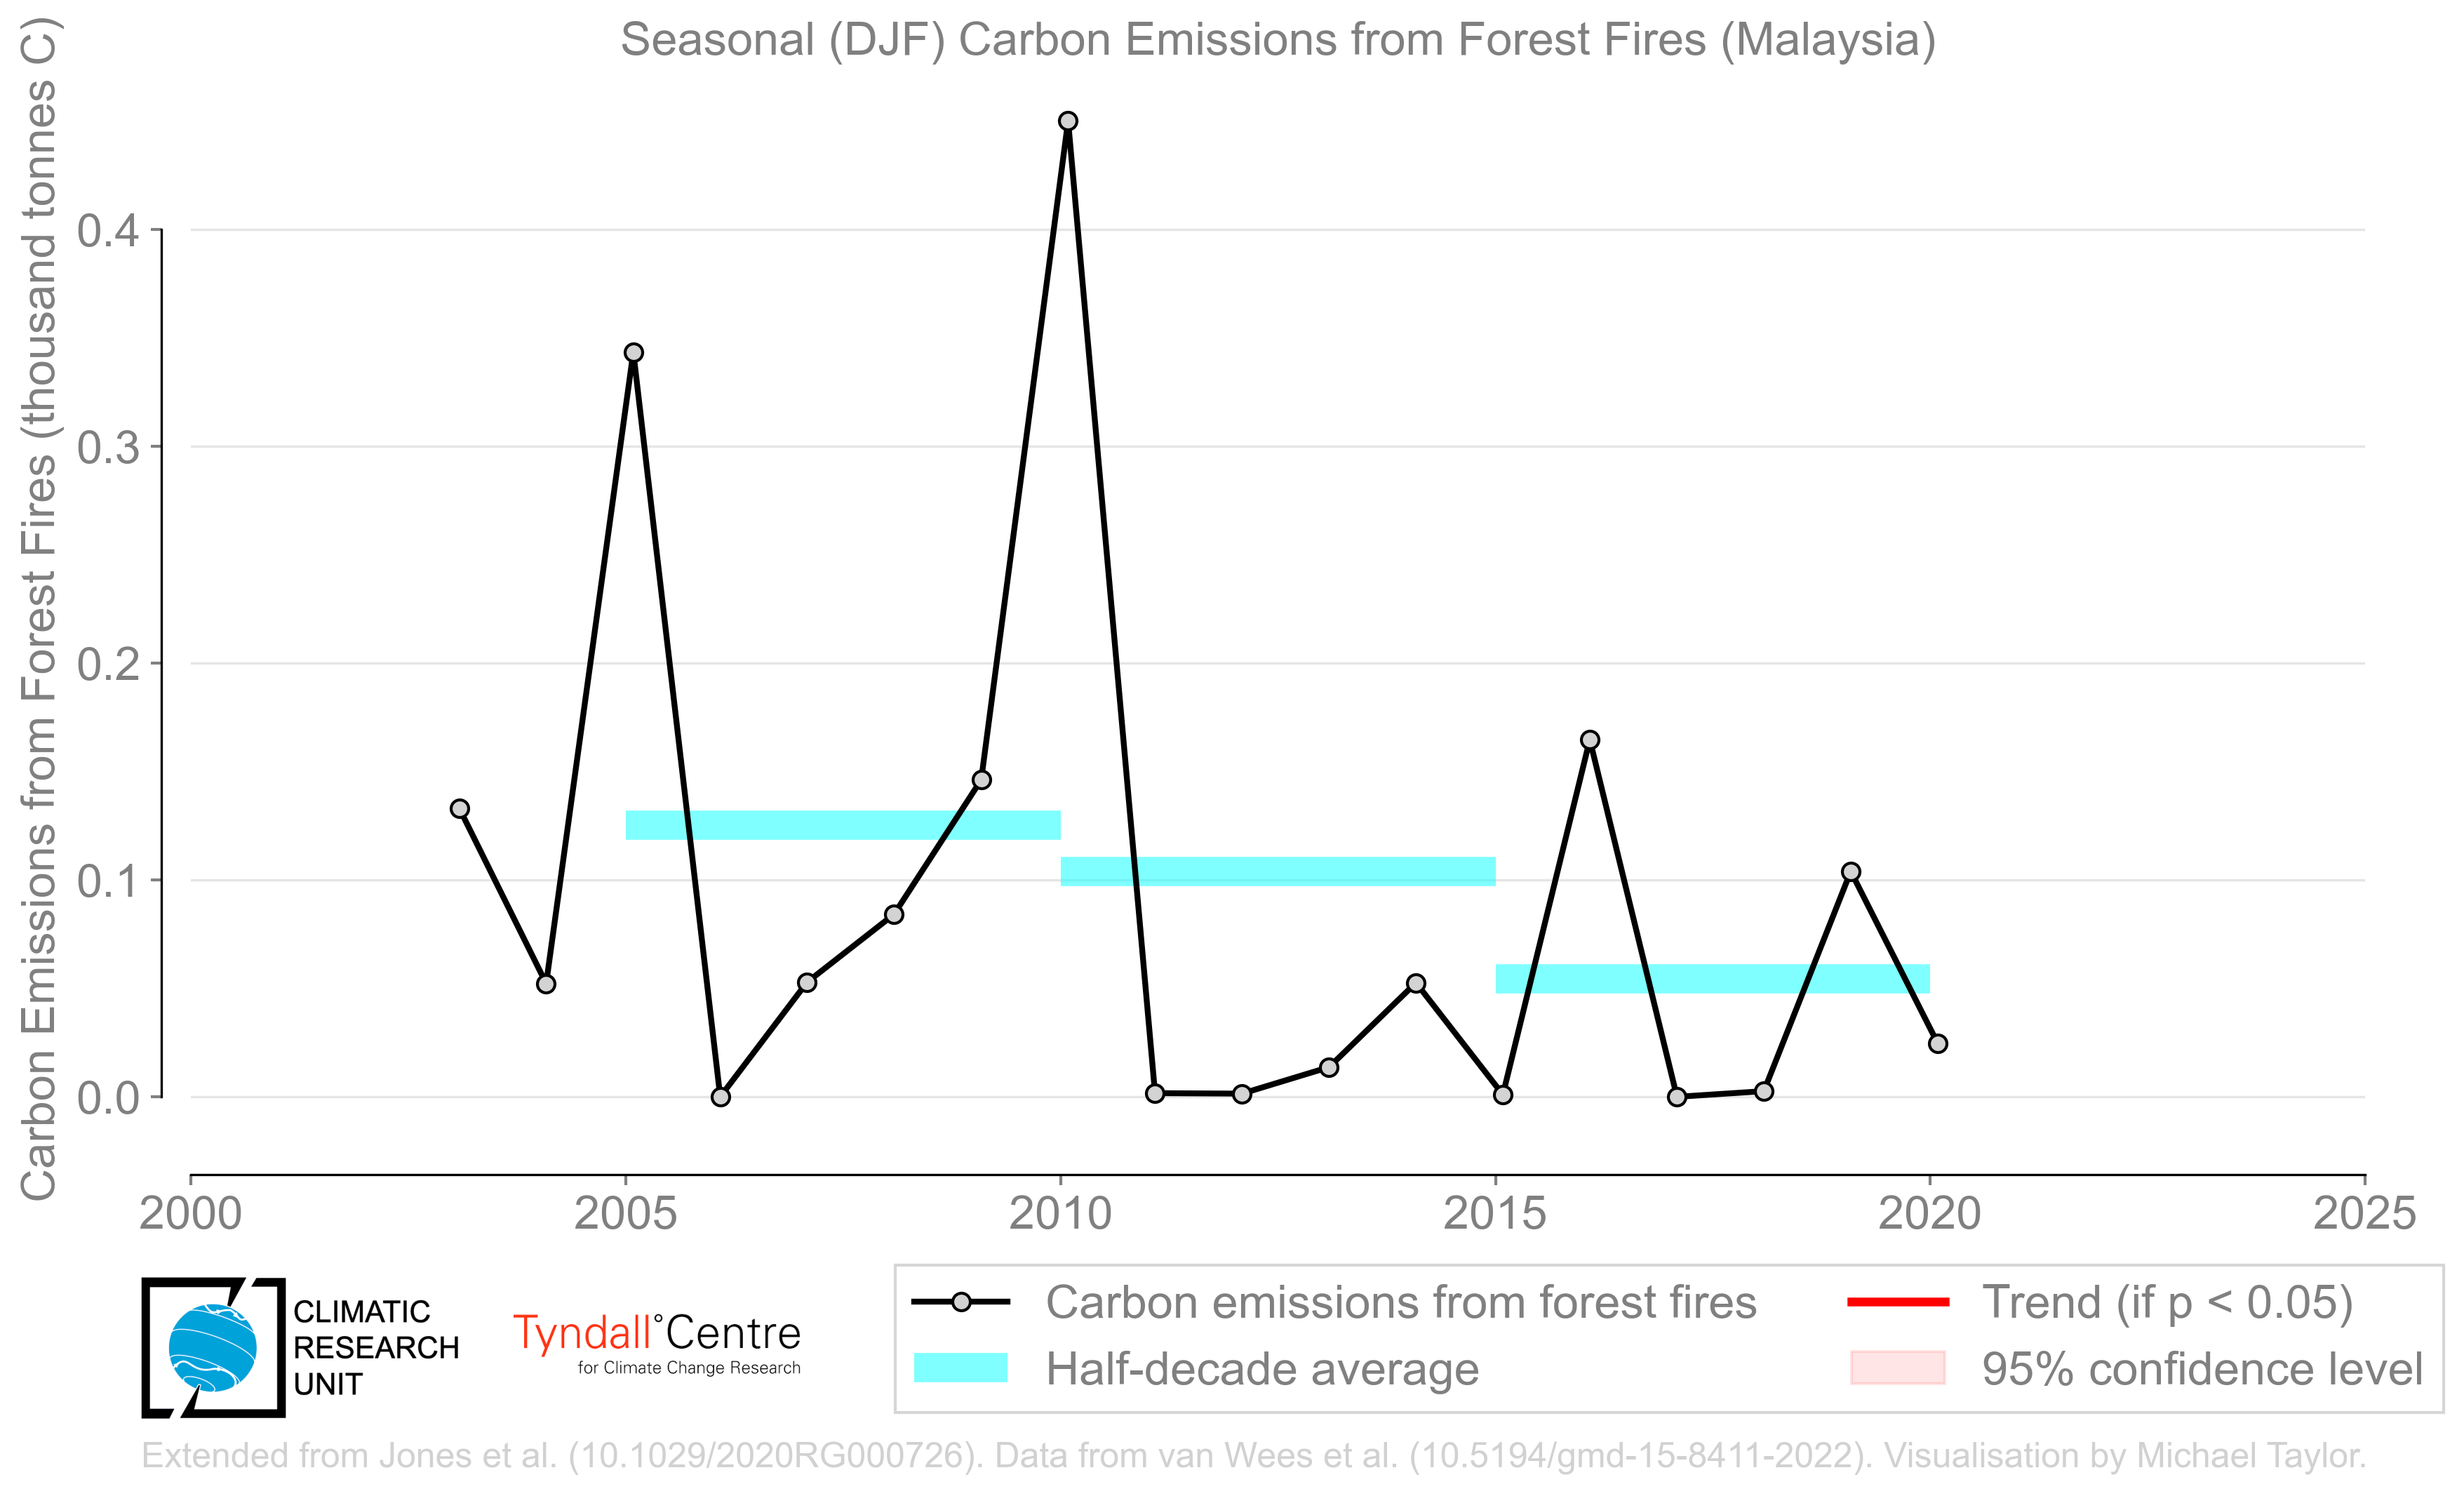 Seasonal (DJF) Carbon Emissions from Forest Fires (Malaysia)
Carbon Emissions from Forest Fires (thousand tonnes C)
0.4
0.3
0.2
0.1
0.0
2000 2005 2010 2015 2020 2025
CLIMATIC
RESEARCH
UNIT
Tyndall°Centre
for Climate Change Research
Carbon emissions from forest fires
Half-decade average
Trend (if p < 0.05)
95% confidence level
Extended from Jones et al. (10.1029/2020RG000726). Data from van Wees et al. (10.5194/gmd-15-8411-2022). Visualisation by Michael Taylor.